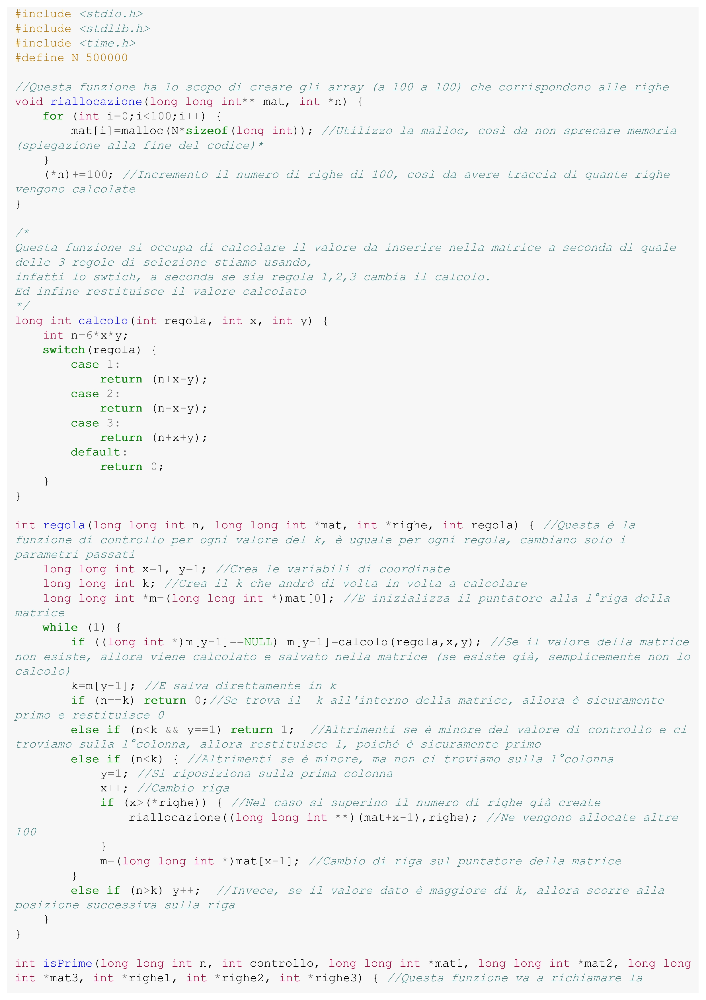 #include <stdio.h>
#include <stdlib.h>
#include <time.h>
#define N 500000

//Questa funzione ha lo scopo di creare gli array (a 100 a 100) che corrispondono alle righe
void riallocazione(long long int** mat, int *n) {
    for (int i=0;i<100;i++) {
        mat[i]=malloc(N*sizeof(long int)); //Utilizzo la malloc, così da non sprecare memoria
(spiegazione alla fine del codice)*
    }
    (*n)+=100; //Incremento il numero di righe di 100, così da avere traccia di quante righe
vengono calcolate
}

/*
Questa funzione si occupa di calcolare il valore da inserire nella matrice a seconda di quale
delle 3 regole di selezione stiamo usando,
infatti lo swtich, a seconda se sia regola 1,2,3 cambia il calcolo.
Ed infine restituisce il valore calcolato
*/
long int calcolo(int regola, int x, int y) {
    int n=6*x*y;
    switch(regola) {
        case 1:
            return (n+x-y);
        case 2:
            return (n-x-y);
        case 3:
            return (n+x+y);
        default:
            return 0;
    }
}

int regola(long long int n, long long int *mat, int *righe, int regola) { //Questa è la
funzione di controllo per ogni valore del k, è uguale per ogni regola, cambiano solo i
parametri passati
    long long int x=1, y=1; //Crea le variabili di coordinate
    long long int k; //Crea il k che andrò di volta in volta a calcolare
    long long int *m=(long long int *)mat[0]; //E inizializza il puntatore alla 1°riga della
matrice
    while (1) {
        if ((long int *)m[y-1]==NULL) m[y-1]=calcolo(regola,x,y); //Se il valore della matrice
non esiste, allora viene calcolato e salvato nella matrice (se esiste già, semplicemente non lo
calcolo)
        k=m[y-1]; //E salva direttamente in k
        if (n==k) return 0;//Se trova il  k all'interno della matrice, allora è sicuramente
primo e restituisce 0
        else if (n<k && y==1) return 1;  //Altrimenti se è minore del valore di controllo e ci
troviamo sulla 1°colonna, allora restituisce 1, poiché è sicuramente primo
        else if (n<k) { //Altrimenti se è minore, ma non ci troviamo sulla 1°colonna
            y=1; //Si riposiziona sulla prima colonna
            x++; //Cambio riga
            if (x>(*righe)) { //Nel caso si superino il numero di righe già create
                riallocazione((long long int **)(mat+x-1),righe); //Ne vengono allocate altre
100
            }
            m=(long long int *)mat[x-1]; //Cambio di riga sul puntatore della matrice
        }
        else if (n>k) y++;  //Invece, se il valore dato è maggiore di k, allora scorre alla
posizione successiva sulla riga
    }
}

int isPrime(long long int n, int controllo, long long int *mat1, long long int *mat2, long long
int *mat3, int *righe1, int *righe2, int *righe3) { //Questa funzione va a richiamare la